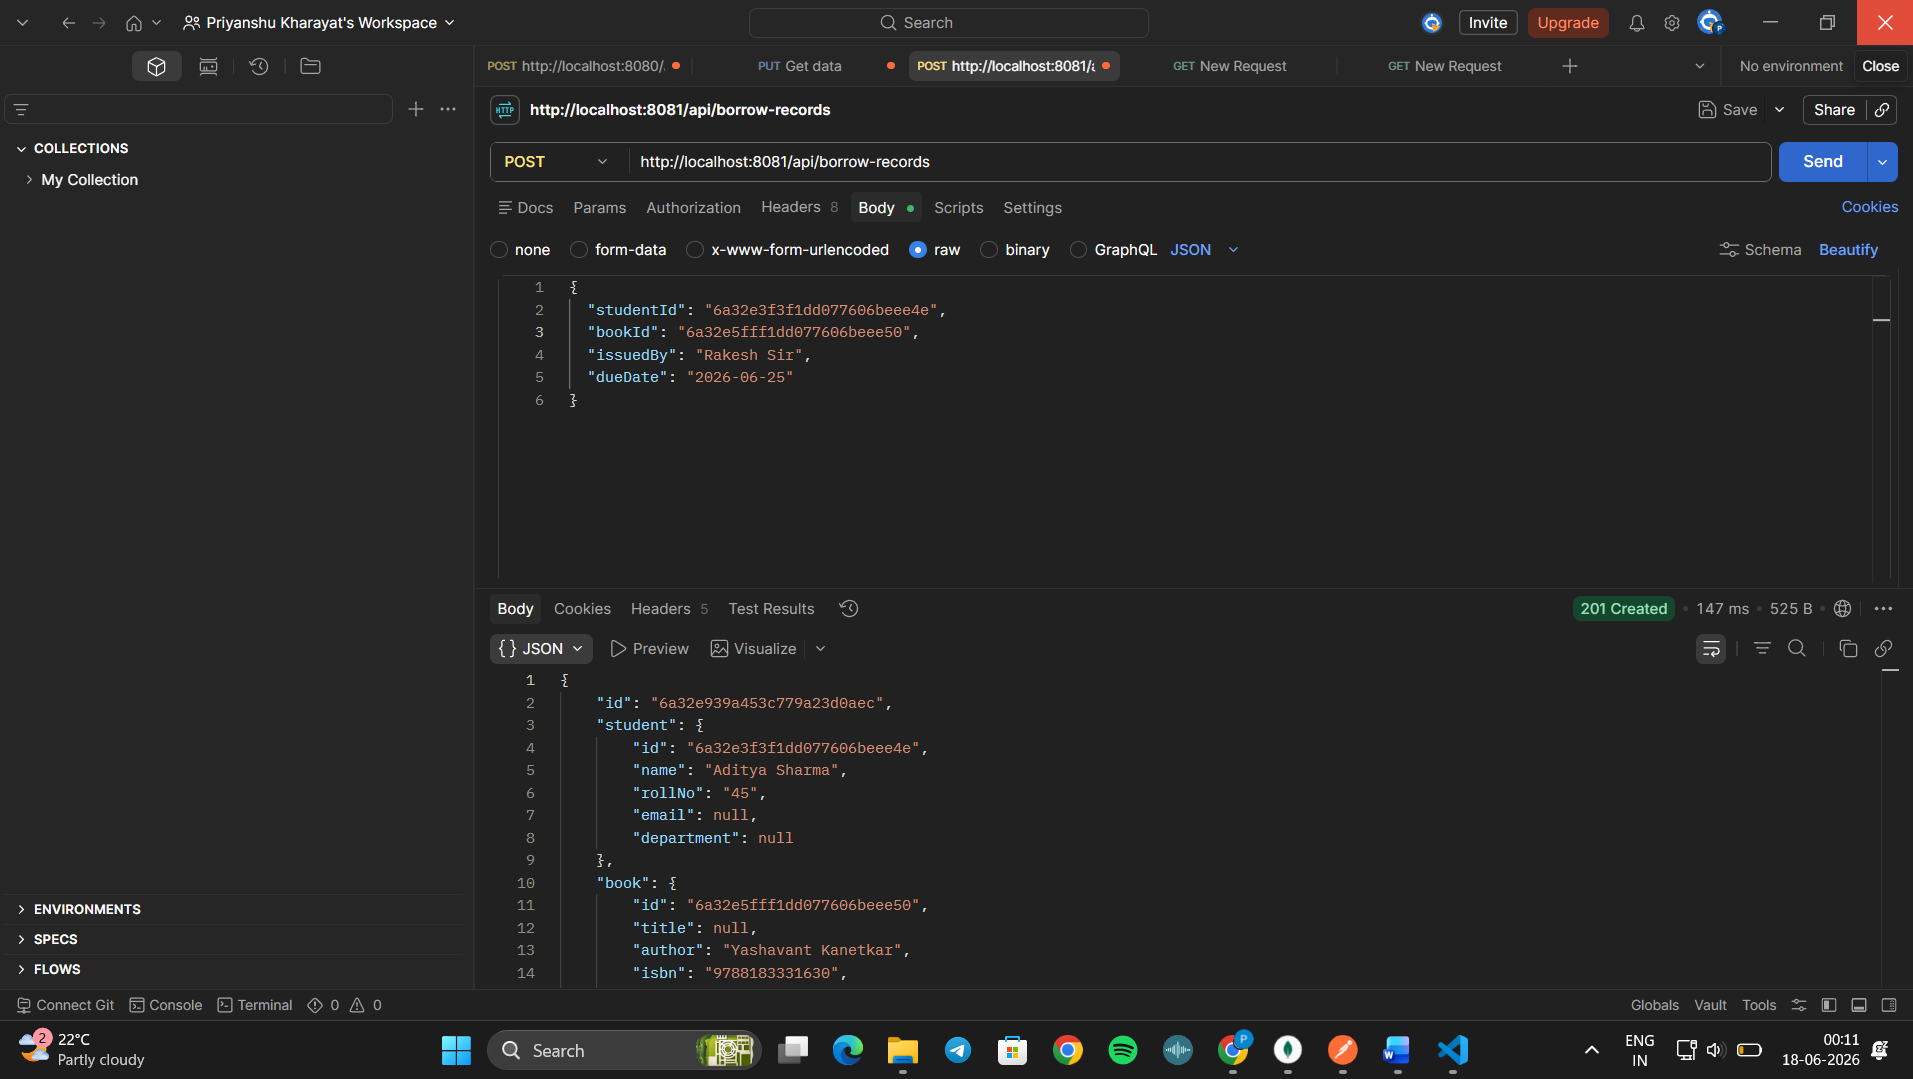 Priyanshu Kharayat's Workspace
Search
Invite
Upgrade
POST http://localhost:8080/.
PUT Get data
POST http://localhost:8081/a
GET New Request
GET New Request
No environment
Close
HTTP http://localhost:8081/api/borrow-records
Save
Share
COLLECTIONS
My Collection
POST
http://localhost:8081/api/borrow-records
Send
Docs Params Authorization Headers 8 Body Scripts Settings
Cookies
none form-data x-www-form-urlencoded raw binary GraphQL JSON
Schema Beautify
1 {
2 "studentId": "6a32e3f3f1dd077606beee4e",
3 "bookId": "6a32e5fff1dd077606beee50",
4 "issuedBy": "Rakesh Sir",
5 "dueDate": "2026-06-25"
6 }
Body Cookies Headers 5 Test Results
201 Created 147 ms 525 B
{} JSON Preview Visualize
1 {
2 "id": "6a32e939a453c779a23d0aec",
3 "student": {
4 "id": "6a32e3f3f1dd077606beee4e",
5 "name": "Aditya Sharma",
6 "rollNo": "45",
7 "email": null,
8 "department": null
9 },
10 "book": {
11 "id": "6a32e5fff1dd077606beee50",
12 "title": null,
13 "author": "Yashavant Kanetkar",
14 "isbn": "9788183331630",
ENVIRONMENTS
SPECS
FLOWS
Connect Git Console Terminal 0 0
Globals Vault Tools
2
22°C
Partly cloudy
Search
P
ENG
IN
00:11
18-06-2026